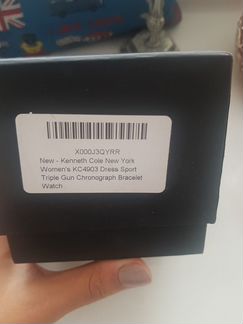 X000J3QYRR
New - Kenneth Cole New York
Women's KC4903 Dress Sport
Triple Gun Chronograph Bracelet
Watch